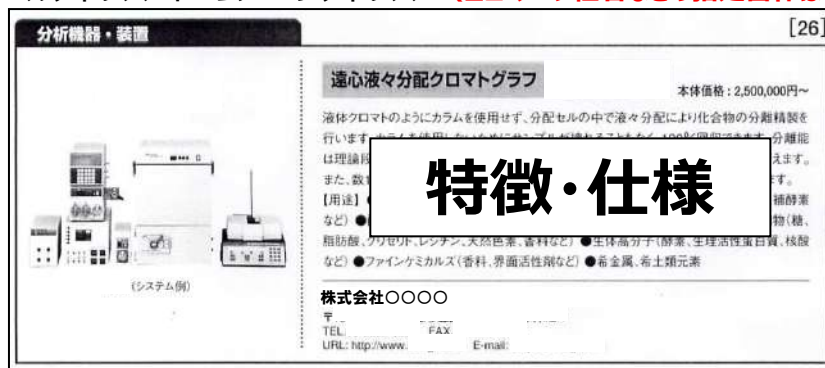 分析機器・装置
[26]
遠心液々分配クロマトグラフ
本体価格:2,500,000円~
液体クロマトのようにカラムを使用せず、分配セルの中で液々分配により化合物の分離精製を
分離能
は理論段
えます。
また、数
す。
【用途】
補酵素
など)●
物(糖、
脂肪酸、グリセリド、レシチン、天然色素、香料など)●生体高分子(酵素、生理活性蛋白質、核酸
など)●ファインケミカルズ(香料、界面活性剤など)●希金属、希土類元素
特徴・仕様
(システム例)
株式会社○○○○
〒
TEL. FAX.
URL: http://www. E-mail: